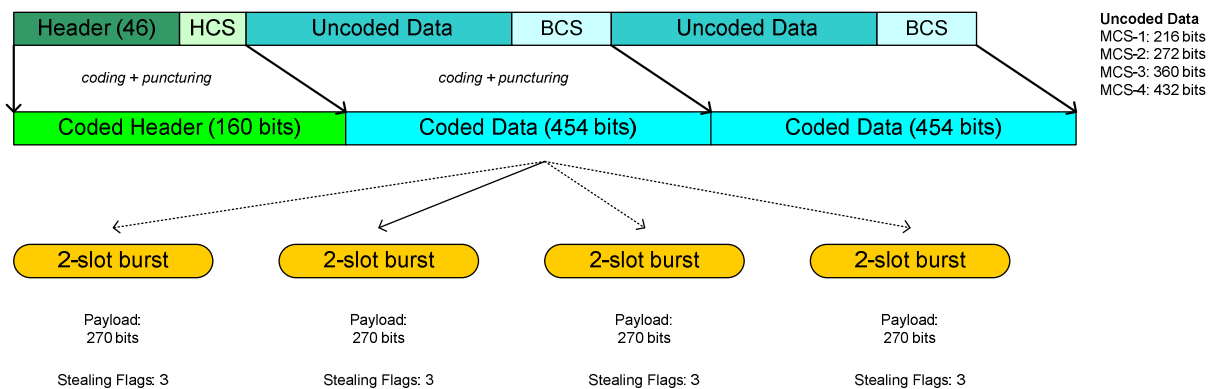 Header (46) HCS Uncoded Data BCS Uncoded Data BCS
Uncoded Data
MCS-1: 216 bits
MCS-2: 272 bits
MCS-3: 360 bits
MCS-4: 432 bits
coding + puncturing coding + puncturing
Coded Header (160 bits) Coded Data (454 bits) Coded Data (454 bits)
2-slot burst 2-slot burst 2-slot burst 2-slot burst
Payload: Payload: Payload: Payload:
270 bits 270 bits 270 bits 270 bits
Stealing Flags: 3 Stealing Flags: 3 Stealing Flags: 3 Stealing Flags: 3